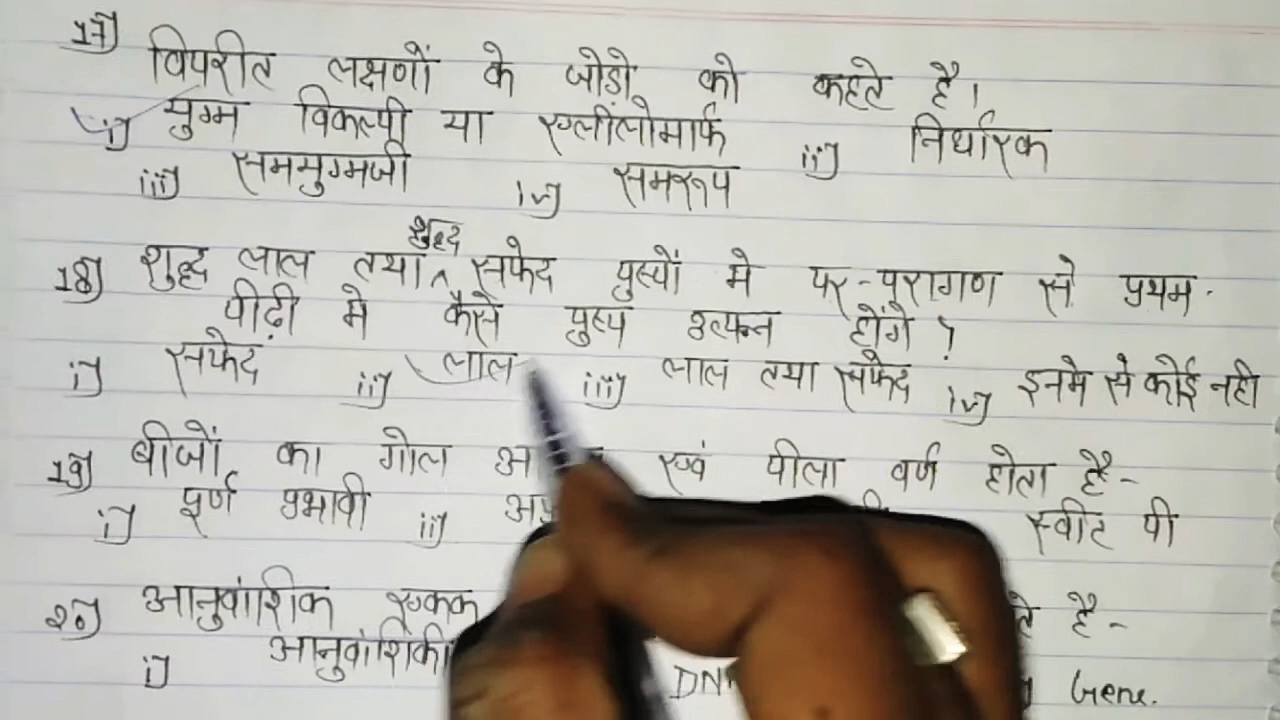 17) विपरीत लक्षणों के जोडो़ को कहते है।
i) युग्म विकल्पी या एलीलोमार्फ ii) निर्धारक
iii) समयुग्मजी iv) समरूप
18) शुद्ध लाल तथा शुद्ध सफेद पुष्पों मे पर-परागण से प्रथम
पीढ़ी मे कैसे पुष्प उत्पन्न होंगे ?
i) सफेद ii) लाल iii) लाल तथा सफेद iv) इनमे से कोई नही
19) बीजों का गोल एवं पीला वर्ण होता है-
i) पूर्ण प्रभावी ii) स्वीट पी
20) आनुवांशिक एकक है-
i) आनुवांशिकी DN Gene.